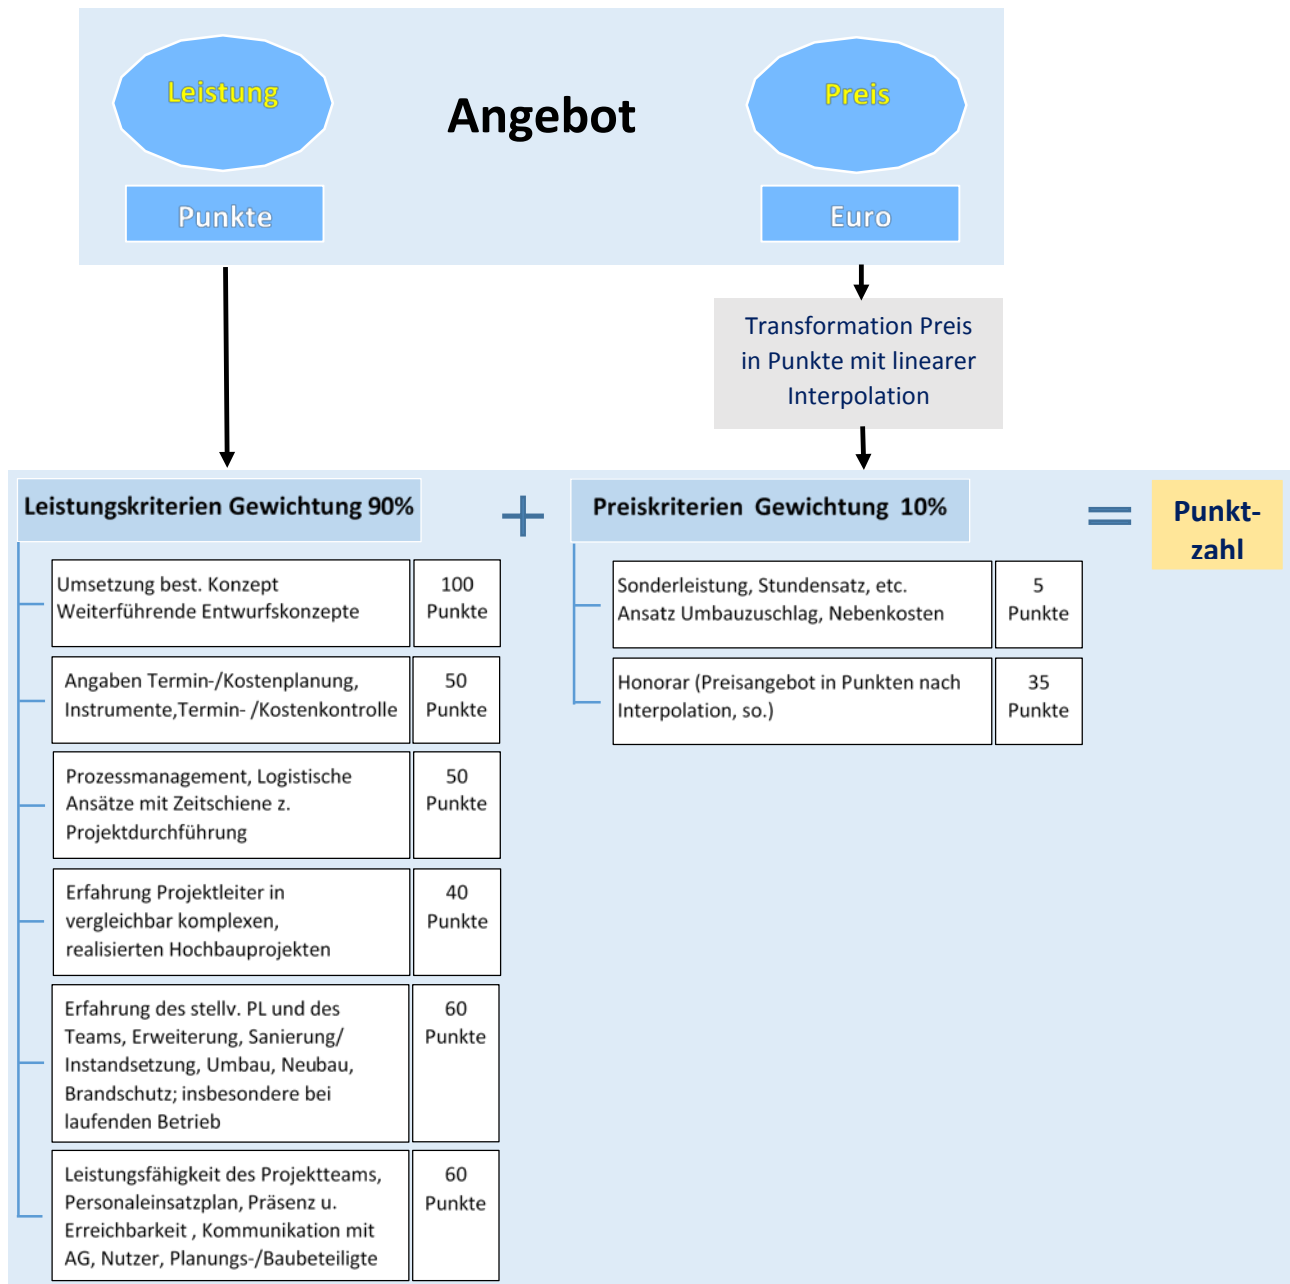 Leistung
Angebot
Preis
Punkte
Euro
Transformation Preis
in Punkte mit linearer
Interpolation
Leistungskriterien Gewichtung 90%
+
Preiskriterien Gewichtung 10%
=
Punkt-
zahl
Umsetzung best. Konzept
Weiterführende Entwurfskonzepte
100
Punkte
Angaben Termin-/Kostenplanung,
Instrumente,Termin- /Kostenkontrolle
50
Punkte
Prozessmanagement, Logistische
Ansätze mit Zeitschiene z.
Projektdurchführung
50
Punkte
Erfahrung Projektleiter in
vergleichbar komplexen,
realisierten Hochbauprojekten
40
Punkte
Erfahrung des stellv. PL und des
Teams, Erweiterung, Sanierung/
Instandsetzung, Umbau, Neubau,
Brandschutz; insbesondere bei
laufenden Betrieb
60
Punkte
Leistungsfähigkeit des Projektteams,
Personaleinsatzplan, Präsenz u.
Erreichbarkeit , Kommunikation mit
AG, Nutzer, Planungs-/Baubeteiligte
60
Punkte
Sonderleistung, Stundensatz, etc.
Ansatz Umbauzuschlag, Nebenkosten
5
Punkte
Honorar (Preisangebot in Punkten nach
Interpolation, so.)
35
Punkte